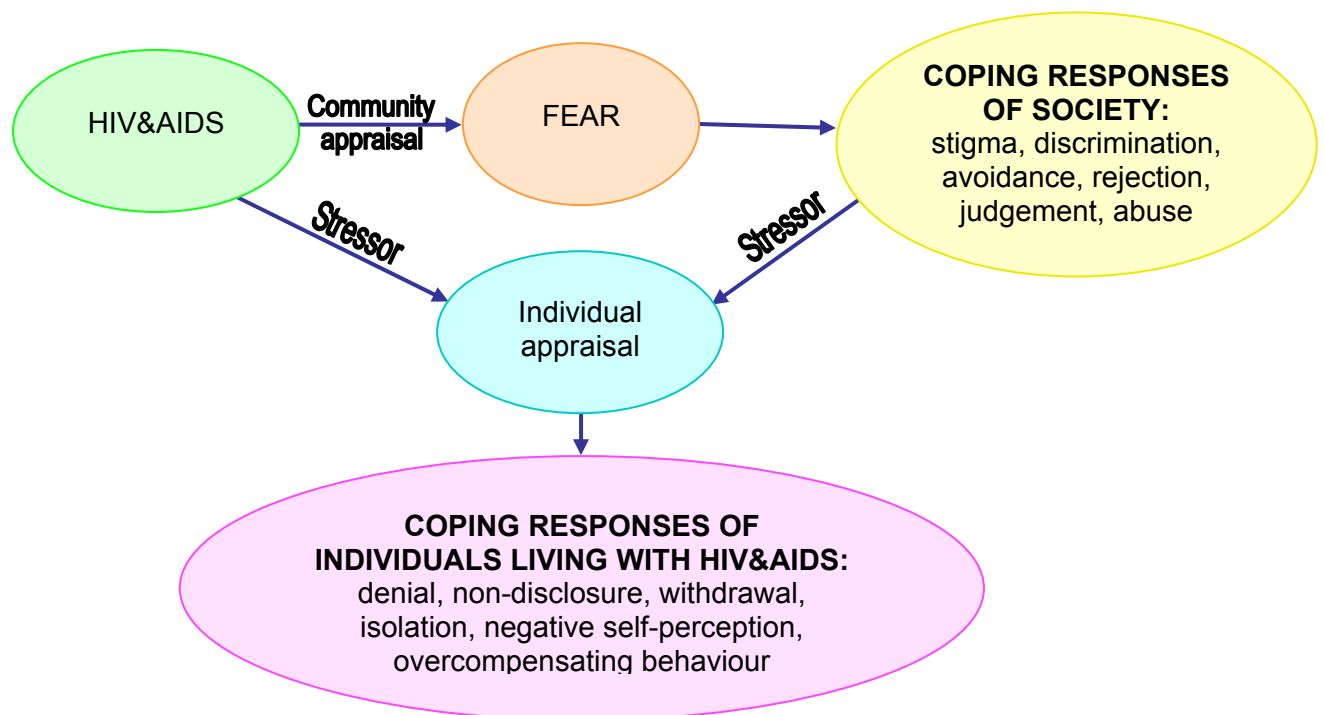 HIV&AIDS
Community
appraisal
FEAR
COPING RESPONSES
OF SOCIETY:
stigma, discrimination,
avoidance, rejection,
judgement, abuse
Stressor
Stressor
Individual
appraisal
COPING RESPONSES OF
INDIVIDUALS LIVING WITH HIV&AIDS:
denial, non-disclosure, withdrawal,
isolation, negative self-perception,
overcompensating behaviour